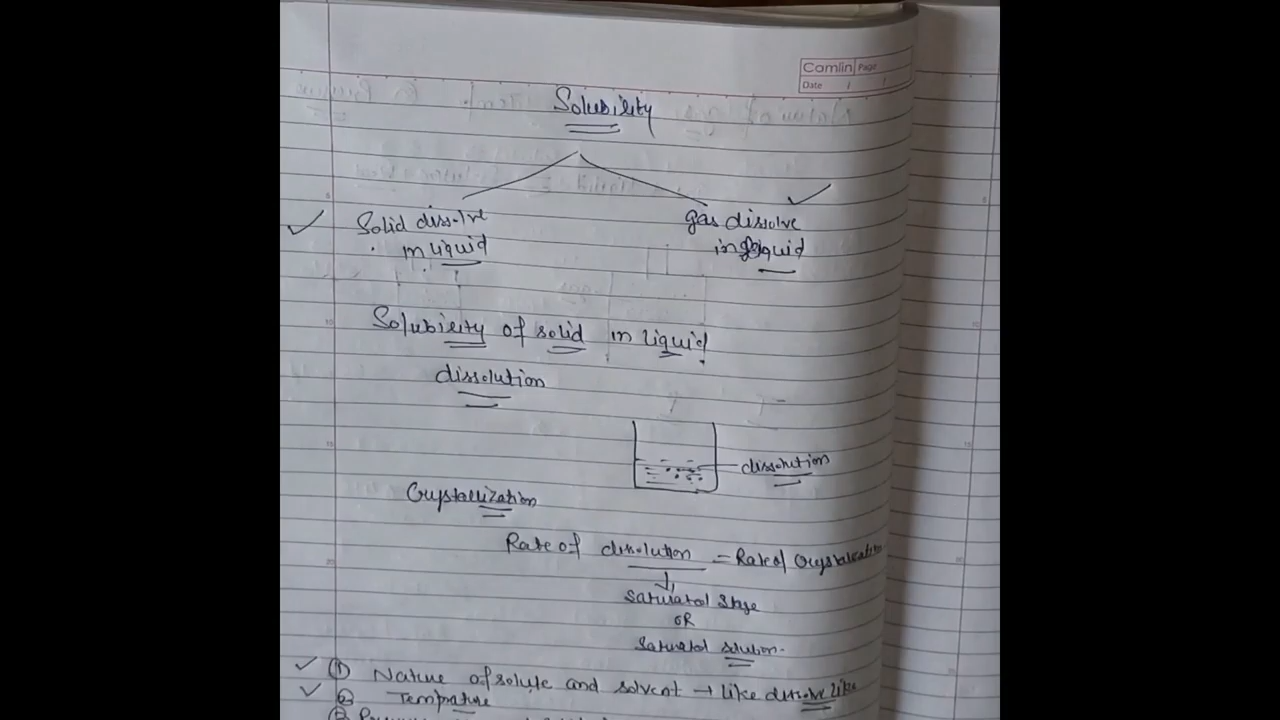 Camlin Page
Date / /
Solubility
Solid dissolve
in liquid
gas dissolve
in liquid
Solubility of solid in liquid
dissolution
dissolution
Crystallization
Rate of dissolution = Rate of Crystallization
saturated stage
OR
Saturated solution
① Nature of solute and solvent → like dissolve like
② Temprature